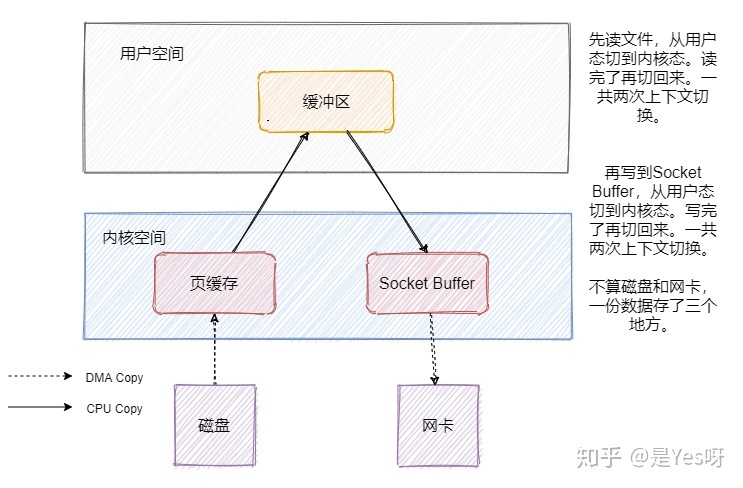 用户空间
缓冲区
先读文件，从用户
态切到内核态。读
完了再切回来。一
共两次上下文切
换。
再写到Socket
Buffer，从用户态
切到内核态。写完
了再切回来。一共
两次上下文切换。
不算磁盘和网卡，
一份数据存了三个
地方。
内核空间
页缓存
Socket Buffer
DMA Copy
CPU Copy
磁盘
网卡
知乎 @是Yes呀